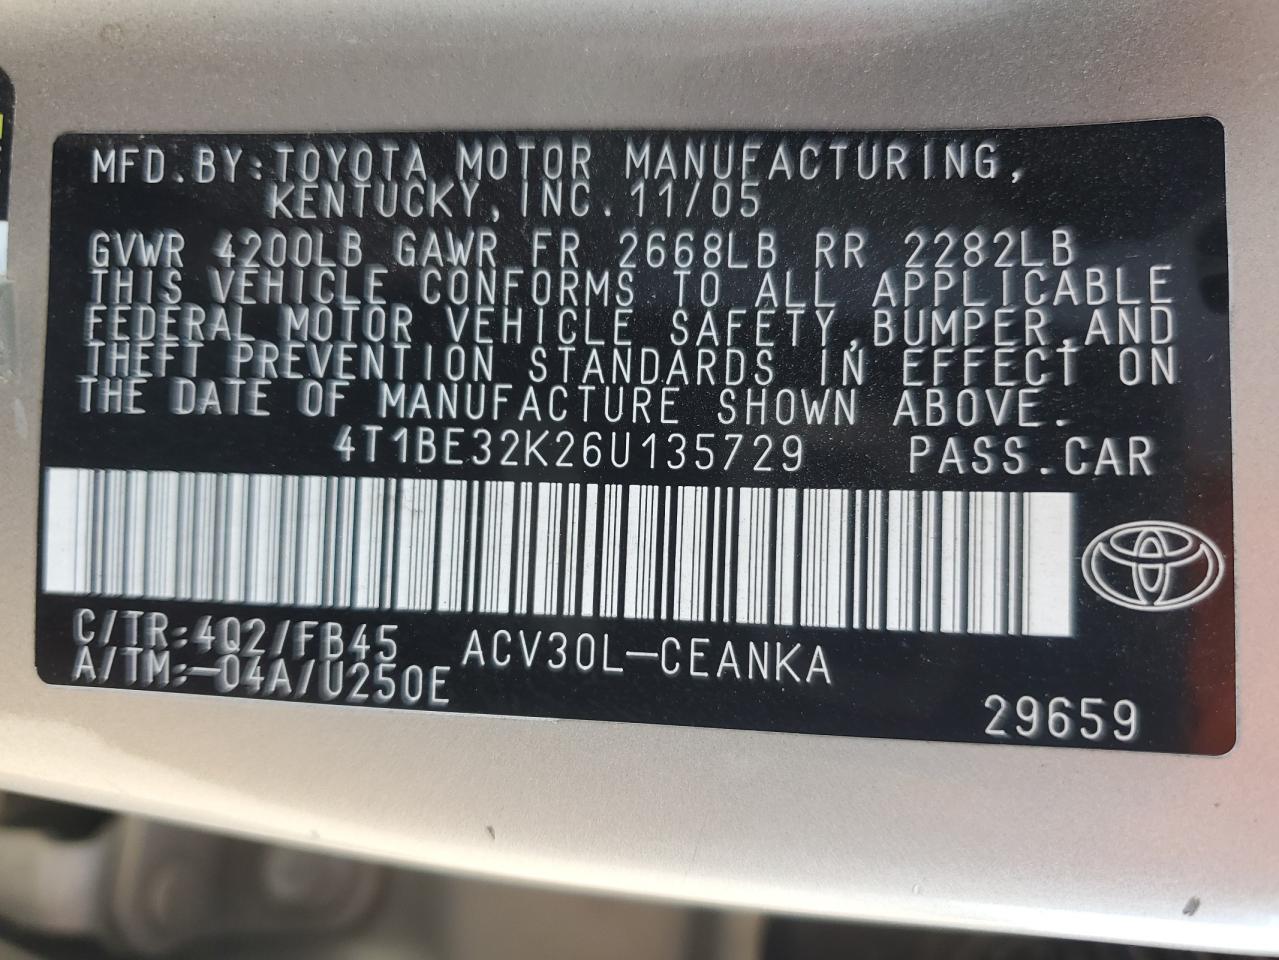 MFD.BY:TOYOTA MOTOR MANUFACTURING,
KENTUCKY, INC. 11/05
GVWR 4200LB GAWR FR 2668LB RR 2282LB
THIS VEHICLE CONFORMS TO ALL APPLICABLE
FEDERAL MOTOR VEHICLE SAFETY,BUMPER,AND
THEFT PREVENTION STANDARDS IN EFFECT ON
THE DATE OF MANUFACTURE SHOWN ABOVE.
4T1BE32K26U135729 PASS.CAR
C/TR:4Q2/FB45 ACV30L-CEANKA
A/TM:-04A/U250E
29659